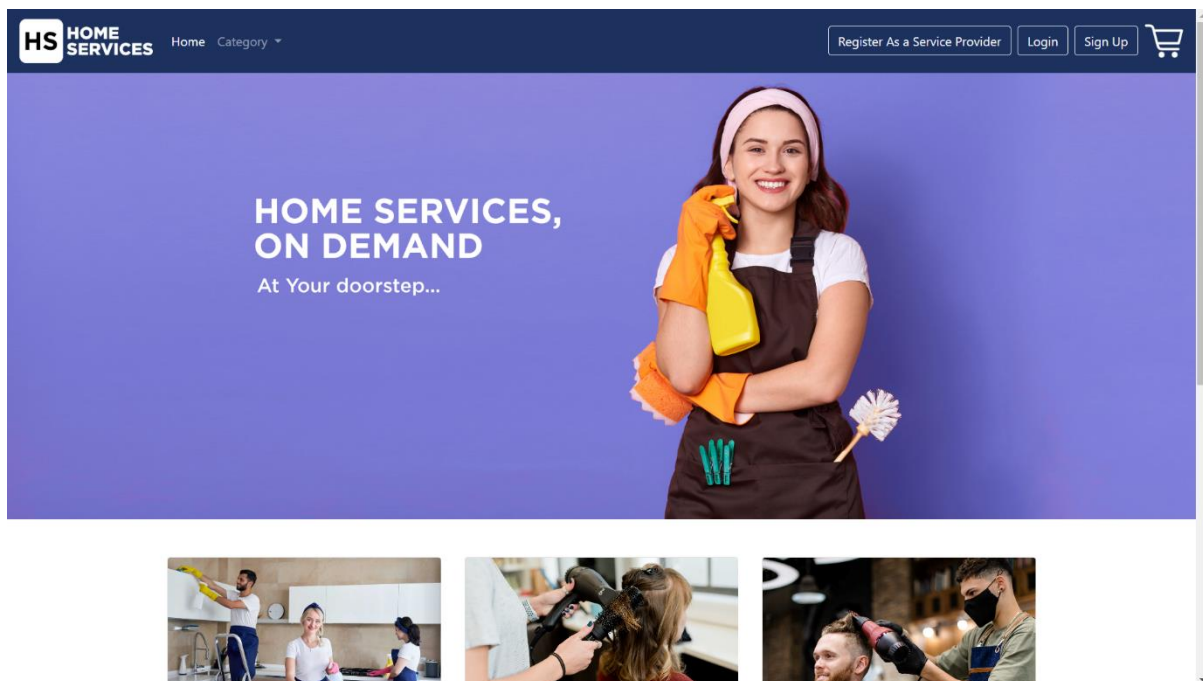 HS HOME
SERVICES
Home Category
Register As a Service Provider Login Sign Up
HOME SERVICES,
ON DEMAND
At Your doorstep...